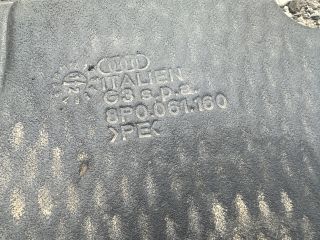 ITALIEN
G3 s.p.a.
8P0.061.160
>PE<